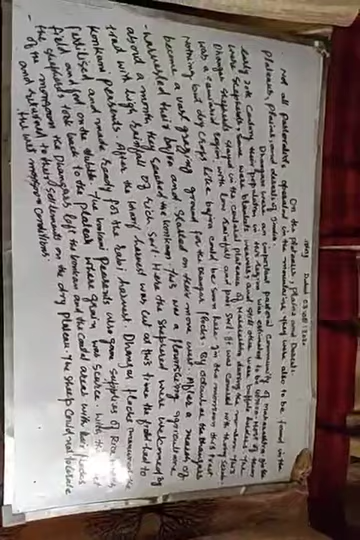 On the plateaus, Plains and Desert.
- not all pastoralists operated in the mountains they were also to be found in the
Plateaus, Plains and deserts of India.
Dhangars were an important pastoral community of Maharashtra. In the
early 20th Century their population in this region was estimated to be
were shepherds some were blanket weavers and still other were buffalo herders. The
Dhangar shepherds stayed in the central plateau of Maharashtra during the monsoon. This
was a semi arid region with low rainfall and poor soil. It was covered with thorny scrub
nothing but dry crops like bajra could be sown here. In the monsoon this tract
become a vast grazing ground for the Dhangar flocks. By October the Dhangars
- harvested their bajra and started on their move west. After a march of
about a month they reached the Konkan. This was a flourishing agricultural
tract with high rainfall & rich soil. Here the shepherds were welcomed by
Konkani Peasants. After the kharif harvest was cut at this time the fields had to
fertilised and made ready for the Rabi harvest. Dhangar flocks manured the
field and fed on the stubble. The Konkani Peasants also gave supplies of Rice
the shepherds took back to the plateau where grain was scarce. With the onset
of the monsoon the Dhangars left the Konkan and the coastal areas with their flocks
- and returned to their settlements on the dry plateau. The sheep could not tolerate
the wet monsoon conditions.